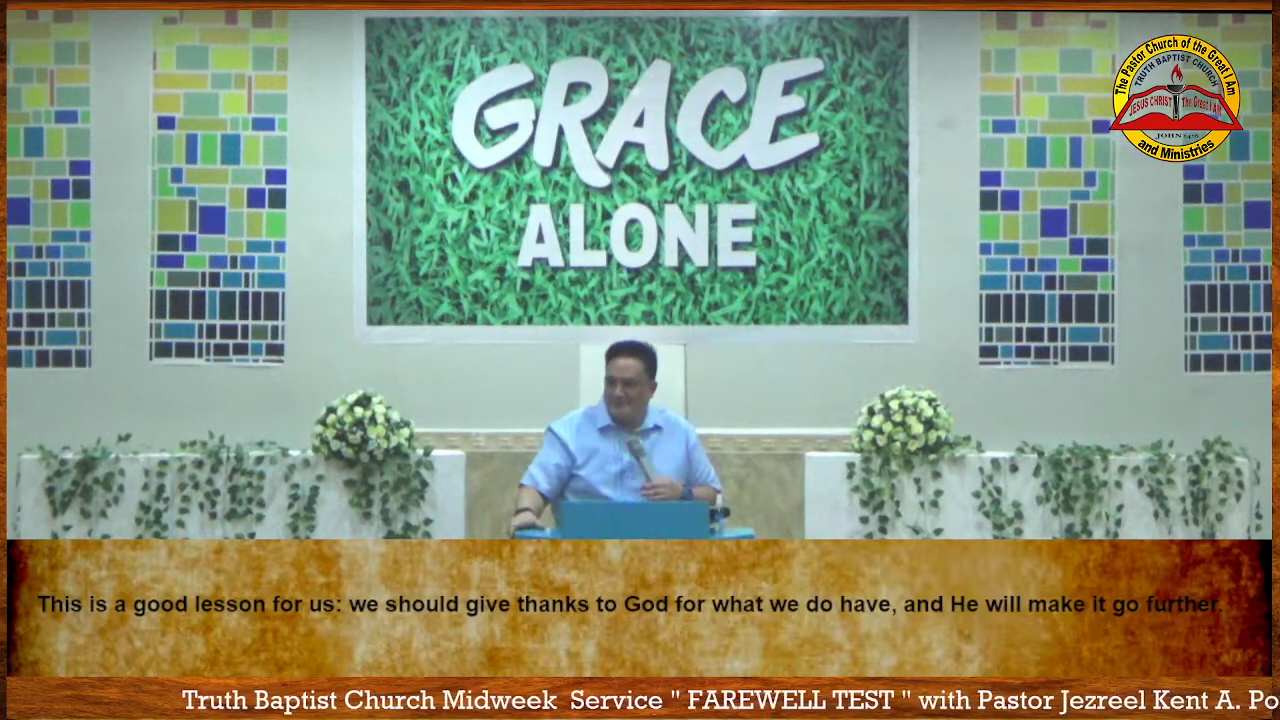 GRACE
ALONE
The Pastor Church of the Great I Am
TRUTH BAPTIST CHURCH
JESUS CHRIST The Great I AM
and Ministries
This is a good lesson for us: we should give thanks to God for what we do have, and He will make it go further.
Truth Baptist Church Midweek Service " FAREWELL TEST " with Pastor Jezreel Kent A. Po